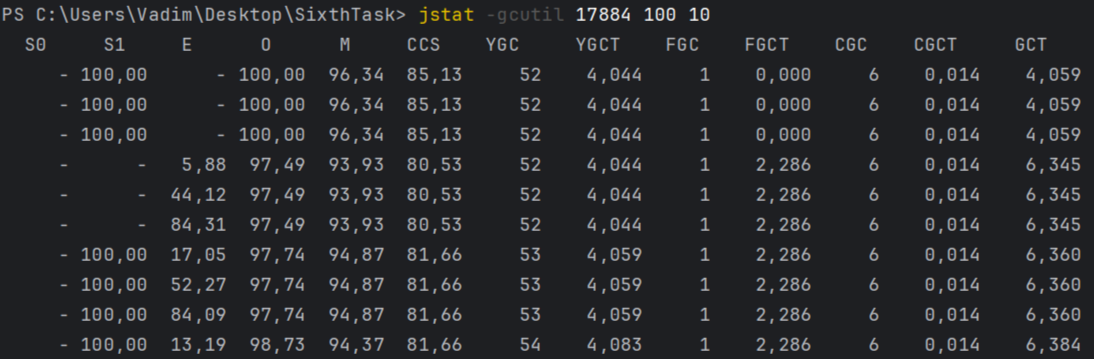 PS C:\Users\Vadim\Desktop\SixthTask> jstat -gcutil 17884 100 10
S0 S1 E O M CCS YGC YGCT FGC FGCT CGC CGCT GCT
- 100,00 - 100,00 96,34 85,13 52 4,044 1 0,000 6 0,014 4,059
- 100,00 - 100,00 96,34 85,13 52 4,044 1 0,000 6 0,014 4,059
- 100,00 - 100,00 96,34 85,13 52 4,044 1 0,000 6 0,014 4,059
- - 5,88 97,49 93,93 80,53 52 4,044 1 2,286 6 0,014 6,345
- - 44,12 97,49 93,93 80,53 52 4,044 1 2,286 6 0,014 6,345
- - 84,31 97,49 93,93 80,53 52 4,044 1 2,286 6 0,014 6,345
- 100,00 17,05 97,74 94,87 81,66 53 4,059 1 2,286 6 0,014 6,360
- 100,00 52,27 97,74 94,87 81,66 53 4,059 1 2,286 6 0,014 6,360
- 100,00 84,09 97,74 94,87 81,66 53 4,059 1 2,286 6 0,014 6,360
- 100,00 13,19 98,73 94,37 81,66 54 4,083 1 2,286 6 0,014 6,384